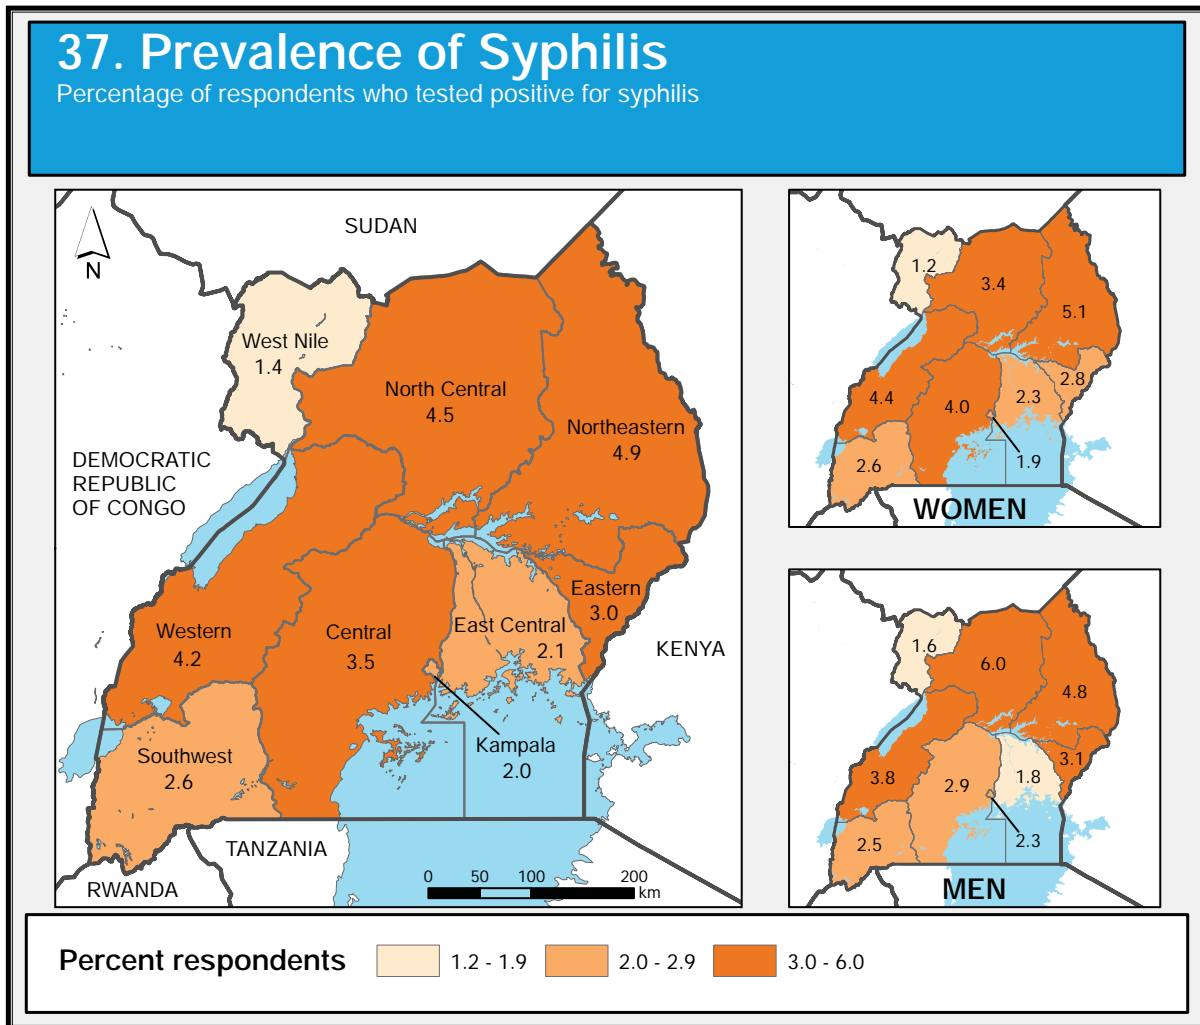 37. Prevalence of Syphilis
Percentage of respondents who tested positive for syphilis
SUDAN
N
West Nile
1.4
North Central
4.5
Northeastern
4.9
DEMOCRATIC
REPUBLIC
OF CONGO
Eastern
3.0
Western
4.2
Central
3.5
East Central
2.1
KENYA
Southwest
2.6
Kampala
2.0
TANZANIA
RWANDA
0 50 100 200
km
1.2
3.4
5.1
2.8
2.3
4.4
4.0
1.9
2.6
WOMEN
1.6
6.0
4.8
3.1
1.8
3.8
2.9
2.3
2.5
MEN
Percent respondents 1.2 - 1.9 2.0 - 2.9 3.0 - 6.0